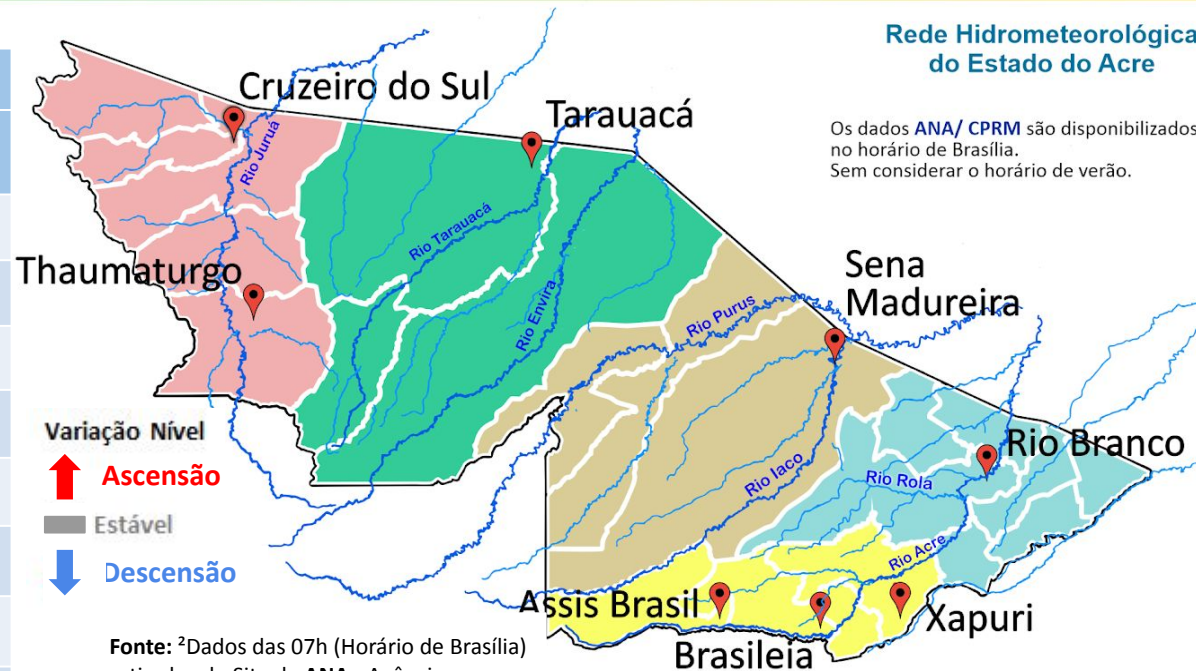 Rede Hidrometeorológica
do Estado do Acre
Os dados ANA/ CPRM são disponibilizados
no horário de Brasília.
Sem considerar o horário de verão.
Cruzeiro do Sul
Tarauacá
Rio Juruá
Rio Tarauacá
Thaumaturgo
Rio Envira
Sena
Madureira
Rio Purus
Variação Nível
Ascensão
Estável
Descensão
Rio Branco
Rio Iaco
Rio Rola
Rio Acre
Assis Brasil
Xapuri
Brasileia
Fonte: ²Dados das 07h (Horário de Brasília)